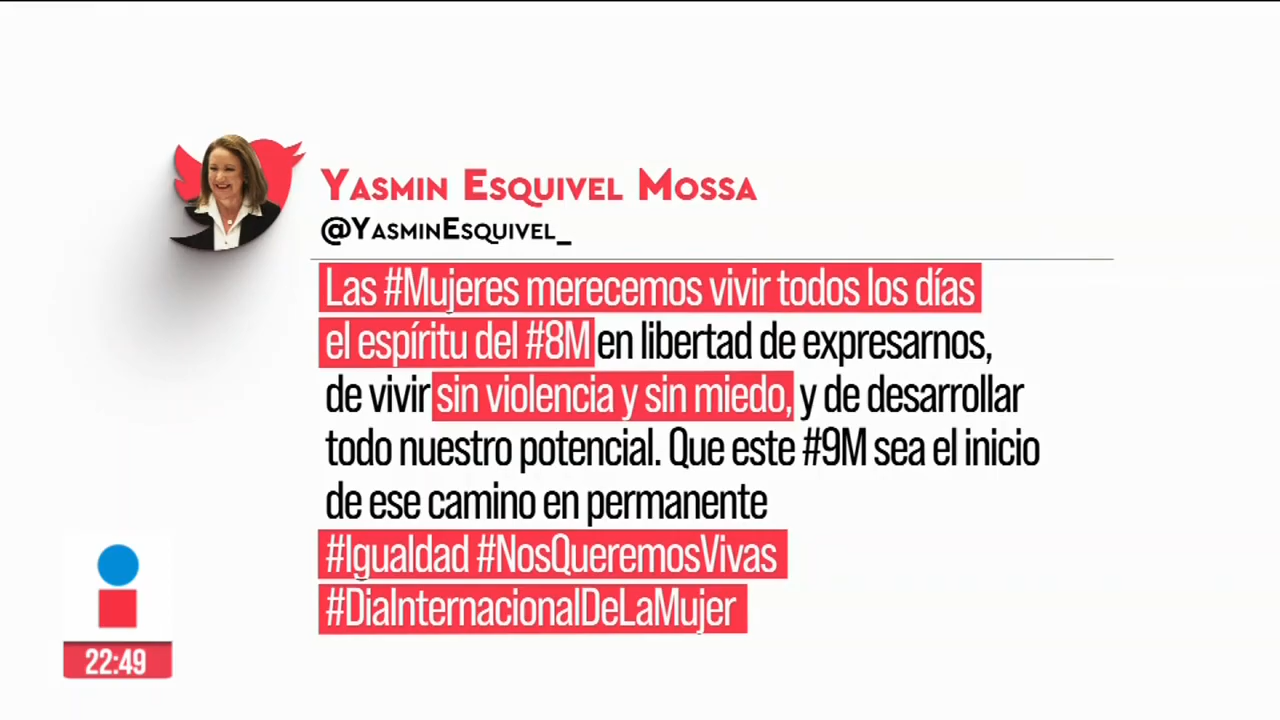 Yasmin Esquivel Mossa
@YasminEsquivel_
Las #Mujeres merecemos vivir todos los días
el espíritu del #8M en libertad de expresarnos,
de vivir sin violencia y sin miedo, y de desarrollar
todo nuestro potencial. Que este #9M sea el inicio
de ese camino en permanente
#Igualdad #NosQueremosVivas
#DiaInternacionalDeLaMujer
22:49